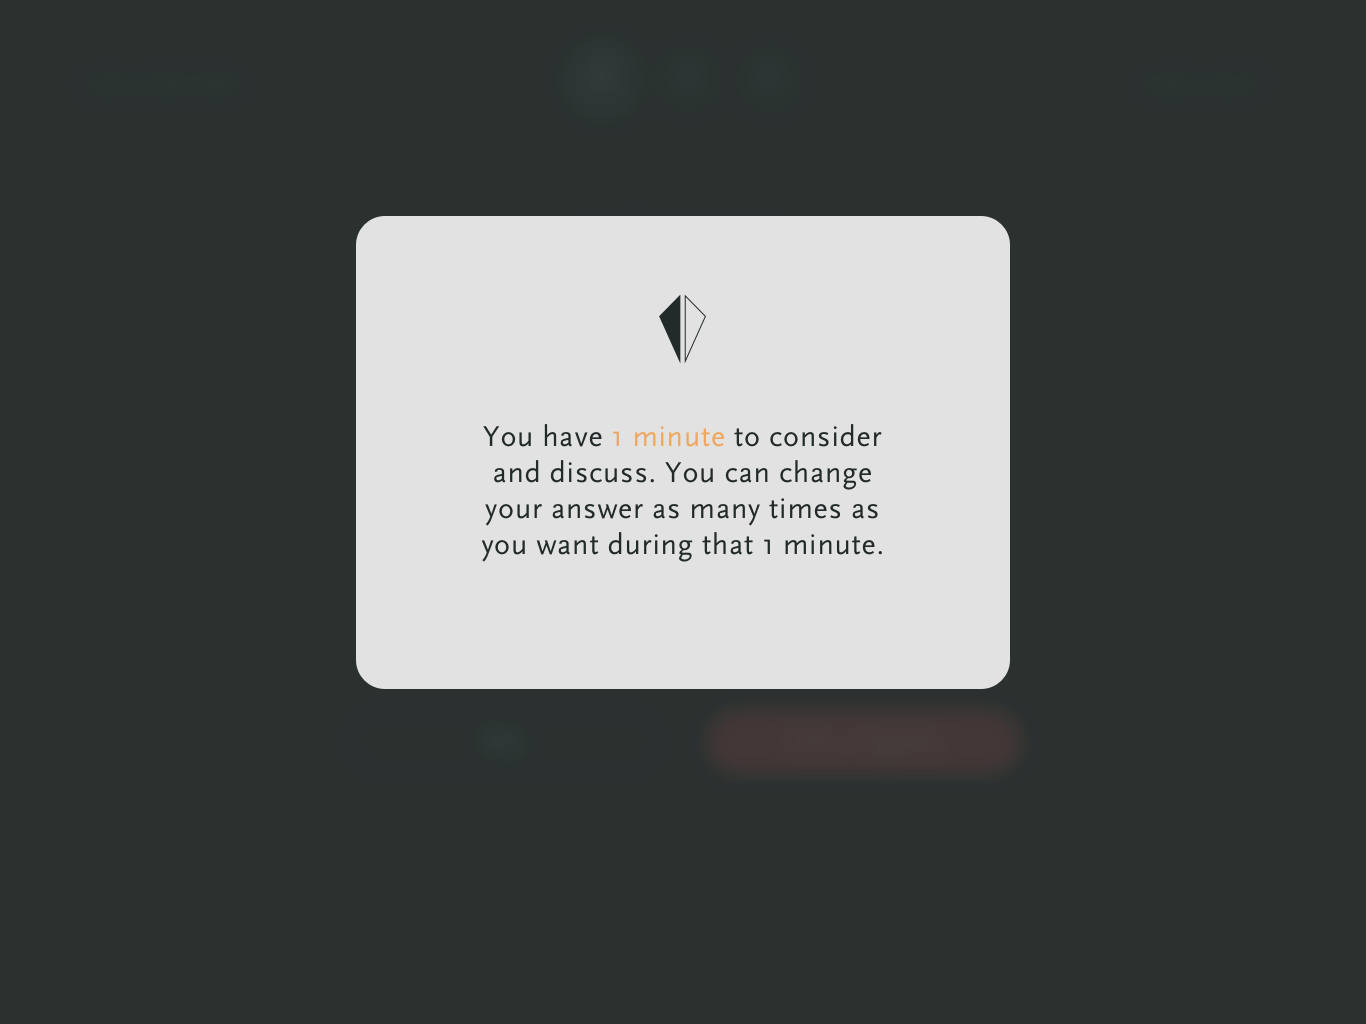 You have 1 minute to consider
and discuss. You can change
your answer as many times as
you want during that 1 minute.